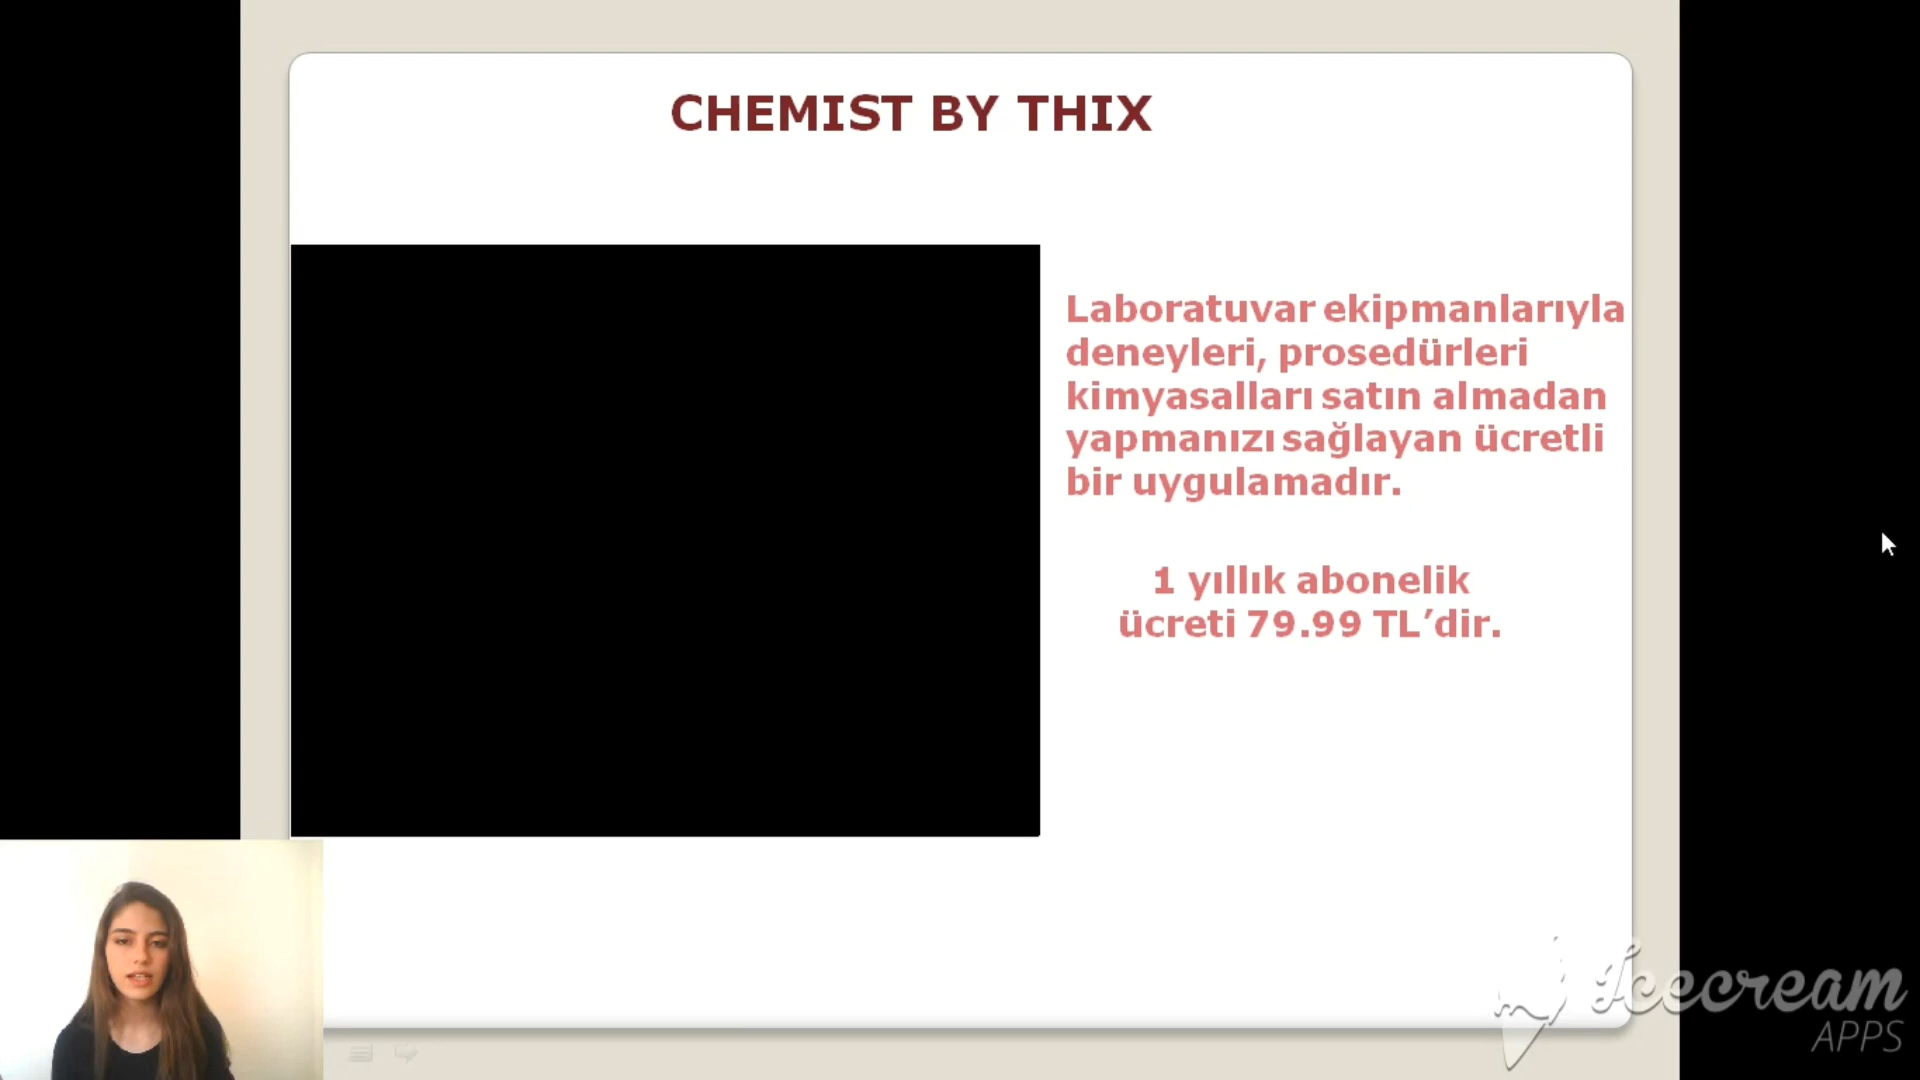 CHEMIST BY THIX
Laboratuvar ekipmanlarıyla
deneyleri, prosedürleri
kimyasalları satın almadan
yapmanızı sağlayan ücretli
bir uygulamadır.
1 yıllık abonelik
ücreti 79.99 TL’dir.
Icecream
APPS